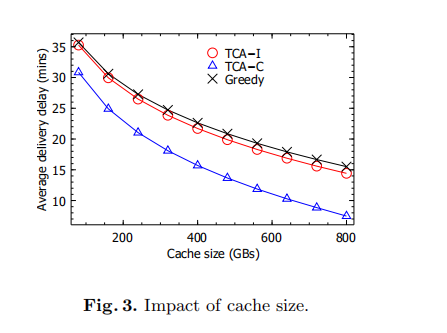 35
30
25
20
15
10
Average delivery delay (mins)
TCA-I
TCA-C
Greedy
200
400
600
800
Cache size (GBs)
Fig. 3. Impact of cache size.